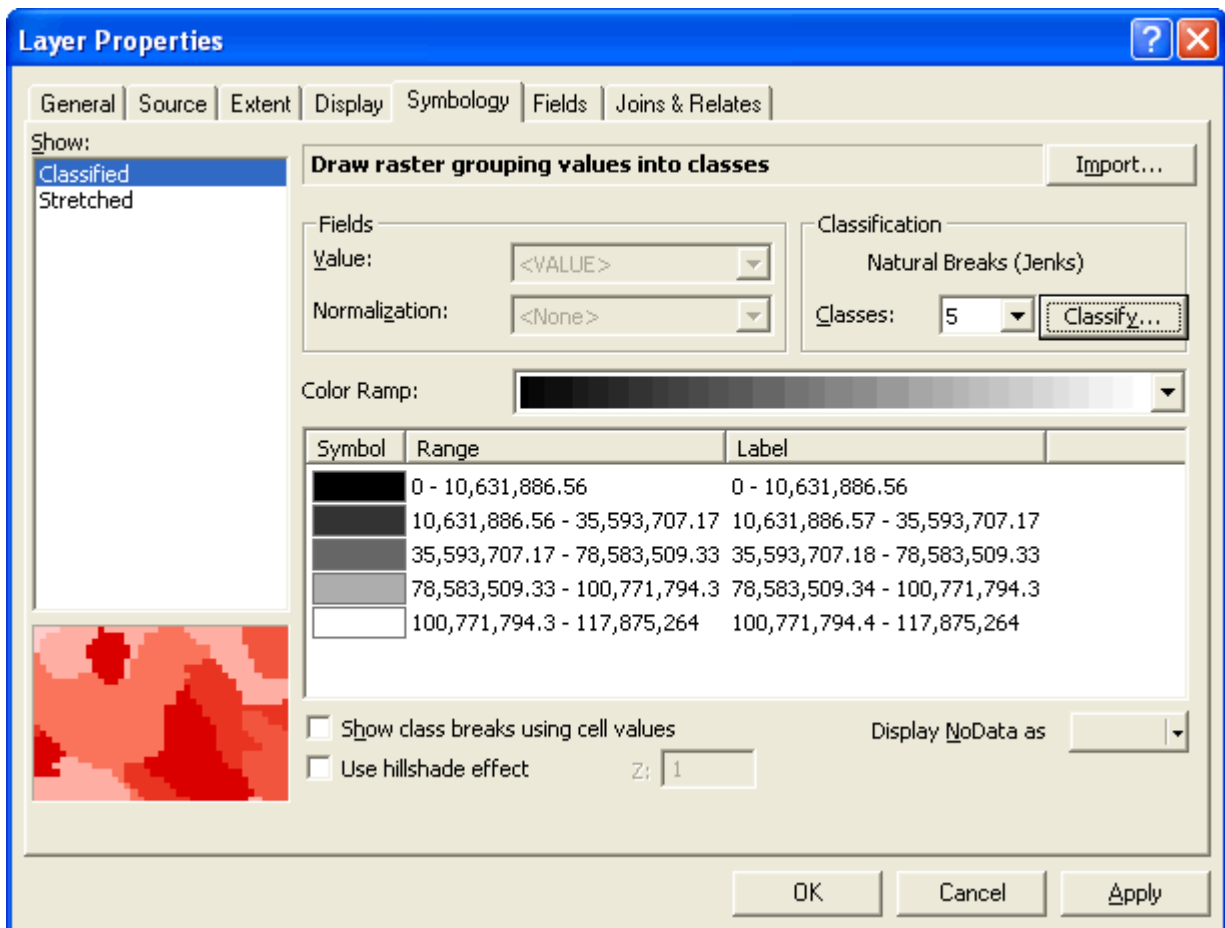 Layer Properties
General Source Extent Display Symbology Fields Joins & Relates
Show:
Classified
Stretched
Draw raster grouping values into classes
Import...
Fields
Value:
<VALUE>
Normalization:
<None>
Classification
Natural Breaks (Jenks)
Classes:
5
Classify...
Color Ramp:
Symbol Range Label
0 - 10,631,886.56 0 - 10,631,886.56
10,631,886.56 - 35,593,707.17 10,631,886.57 - 35,593,707.17
35,593,707.17 - 78,583,509.33 35,593,707.18 - 78,583,509.33
78,583,509.33 - 100,771,794.3 78,583,509.34 - 100,771,794.3
100,771,794.3 - 117,875,264 100,771,794.4 - 117,875,264
Show class breaks using cell values
Display NoData as
Use hillshade effect
Z: 1
OK Cancel Apply